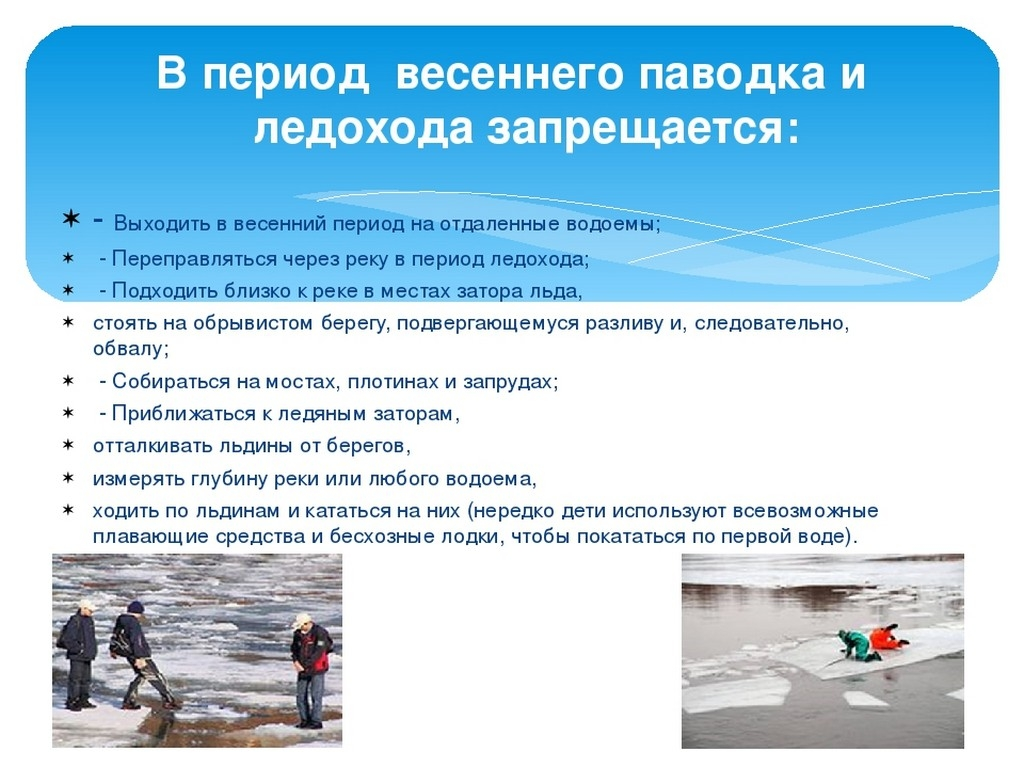 В период весеннего паводка и
ледохода запрещается:
✶ - Выходить в весенний период на отдаленные водоемы;
✶ - Переправляться через реку в период ледохода;
✶ - Подходить близко к реке в местах затора льда,
✶ стоять на обрывистом берегу, подвергающемуся разливу и, следовательно,
обвалу;
✶ - Собираться на мостах, плотинах и запрудах;
✶ - Приближаться к ледяным заторам,
✶ отталкивать льдины от берегов,
✶ измерять глубину реки или любого водоема,
✶ ходить по льдинам и кататься на них (нередко дети используют всевозможные
плавающие средства и бесхозные лодки, чтобы покататься по первой воде).